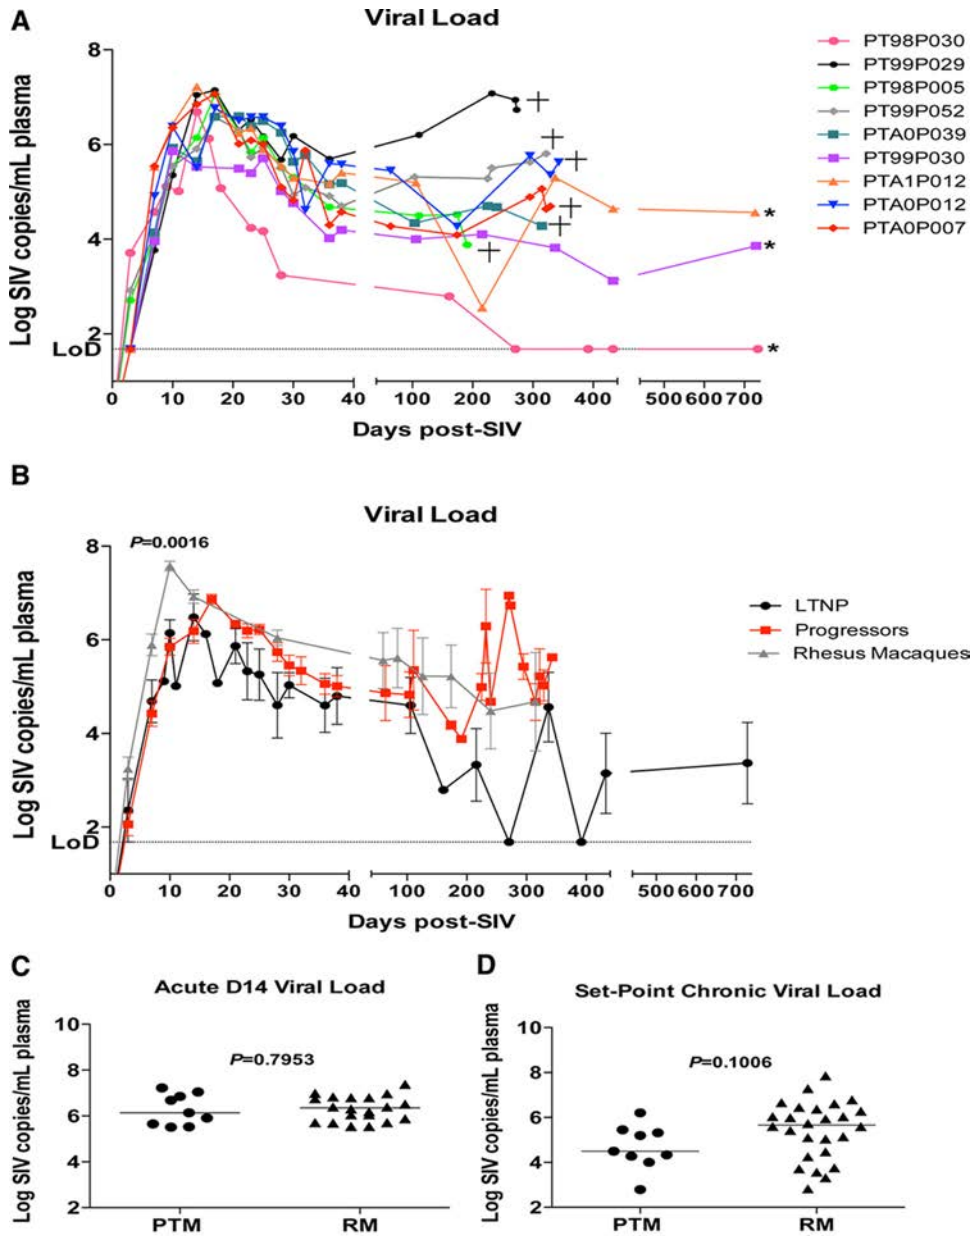 A
Viral Load
Log SIV copies/mL plasma
8
6
4
2
LoD
0 10 20 30 40 100 200 300 400 500 600 700
Days post-SIV
PT98P030
PT99P029
PT98P005
PT99P052
PTA0P039
PT99P030
PTA1P012
PTA0P012
PTA0P007
*
*
*
B
Viral Load
P=0.0016
Log SIV copies/mL plasma
8
6
4
2
LoD
0 10 20 30 40 100 200 300 400 500 600 700
Days post-SIV
LTNP
Progressors
Rhesus Macaques
C
Acute D14 Viral Load
Log SIV copies/mL plasma
10
8
6
4
2
P=0.7953
PTM RM
D
Set-Point Chronic Viral Load
Log SIV copies/mL plasma
10
8
6
4
2
P=0.1006
PTM RM